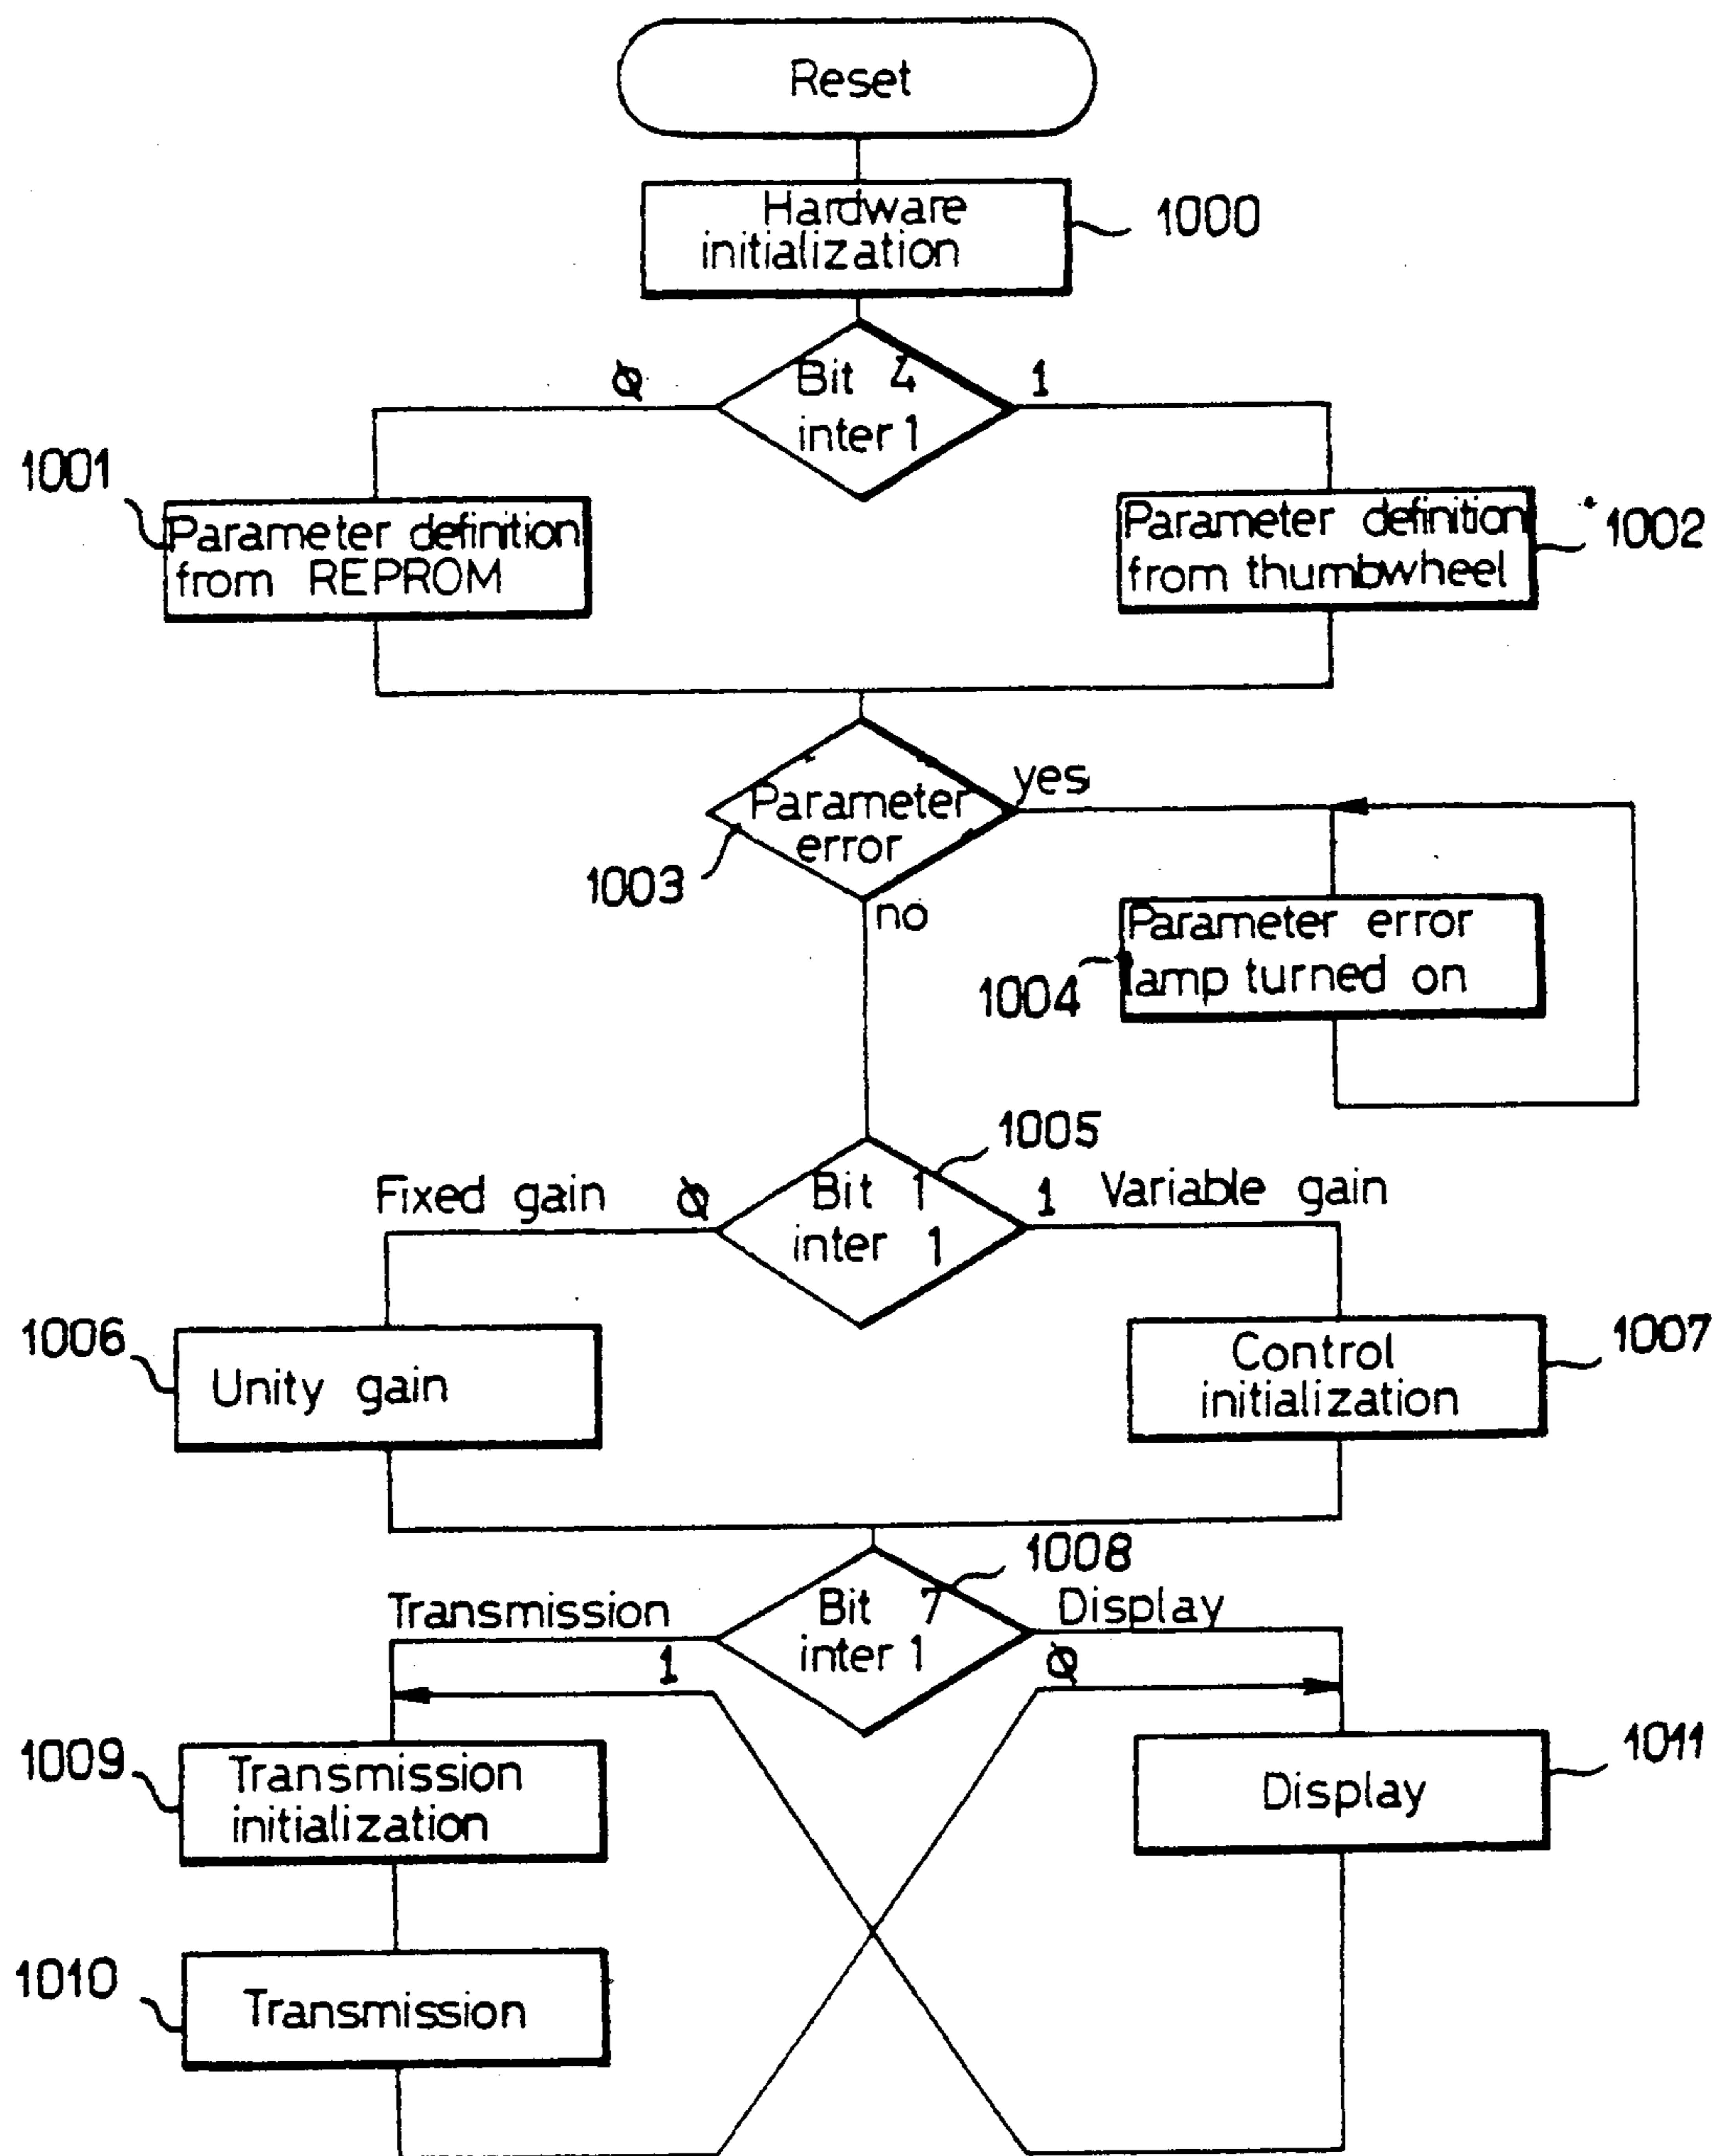 Reset
Hardware
initialization
1000
Bit 4
inter 1
Ø
1
1001
Parameter definition
from REPROM
Parameter definition
from thumbwheel
1002
Parameter
error
yes
1003
no
Parameter error
lamp turned on
1004
1005
Fixed gain
Ø
Bit 1
inter 1
1
Variable gain
1006
Unity gain
Control
initialization
1007
1008
Transmission
Bit 7
inter 1
Display
1
Ø
1009
Transmission
initialization
Display
1011
1010
Transmission